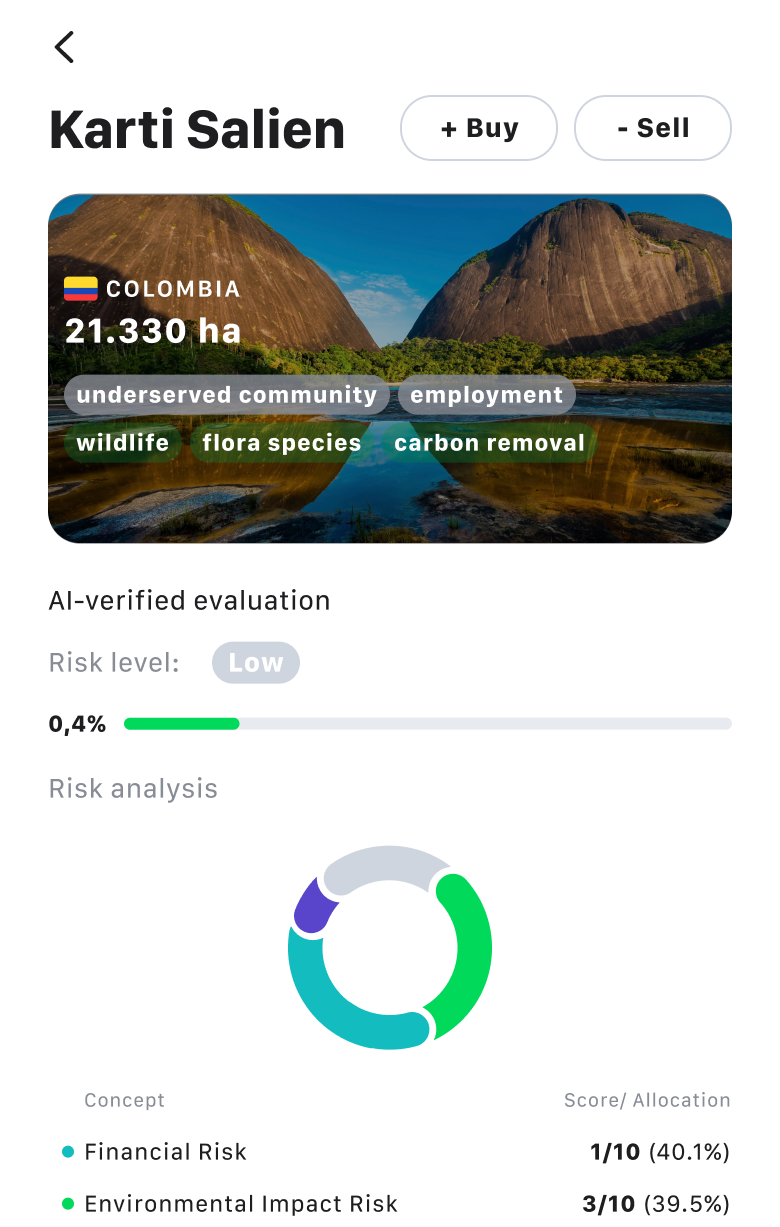 Karti Salien
+ Buy
- Sell
COLOMBIA
21.330 ha
underserved community
employment
wildlife
flora species
carbon removal
AI-verified evaluation
Risk level:
Low
0,4%
Risk analysis
Concept
Score/ Allocation
Financial Risk
1/10 (40.1%)
Environmental Impact Risk
3/10 (39.5%)